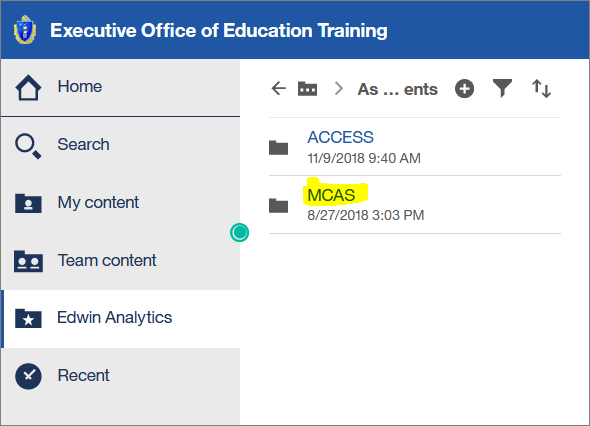 Executive Office of Education Training
Home
Search
My content
Team content
Edwin Analytics
Recent
As ... ents
ACCESS
11/9/2018 9:40 AM
MCAS
8/27/2018 3:03 PM